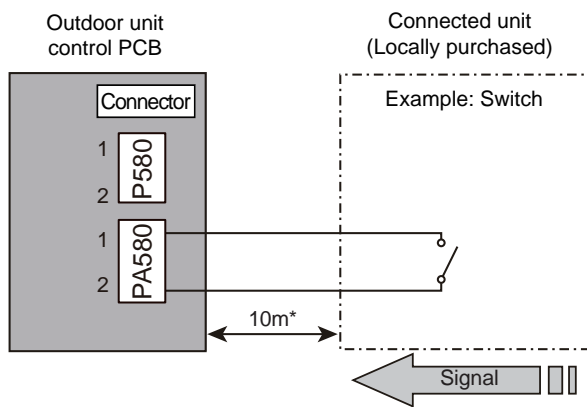 Outdoor unit
control PCB
Connected unit
(Locally purchased)
Connector
Example: Switch
1
2
P580
1
2
PA580
10m*
Signal